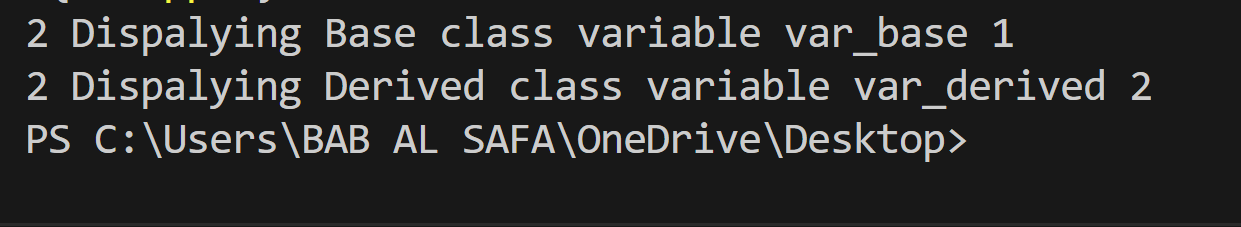 2 Dispalying Base class variable var_base 1
2 Dispalying Derived class variable var_derived 2
PS C:\Users\BAB AL SAFA\OneDrive\Desktop>